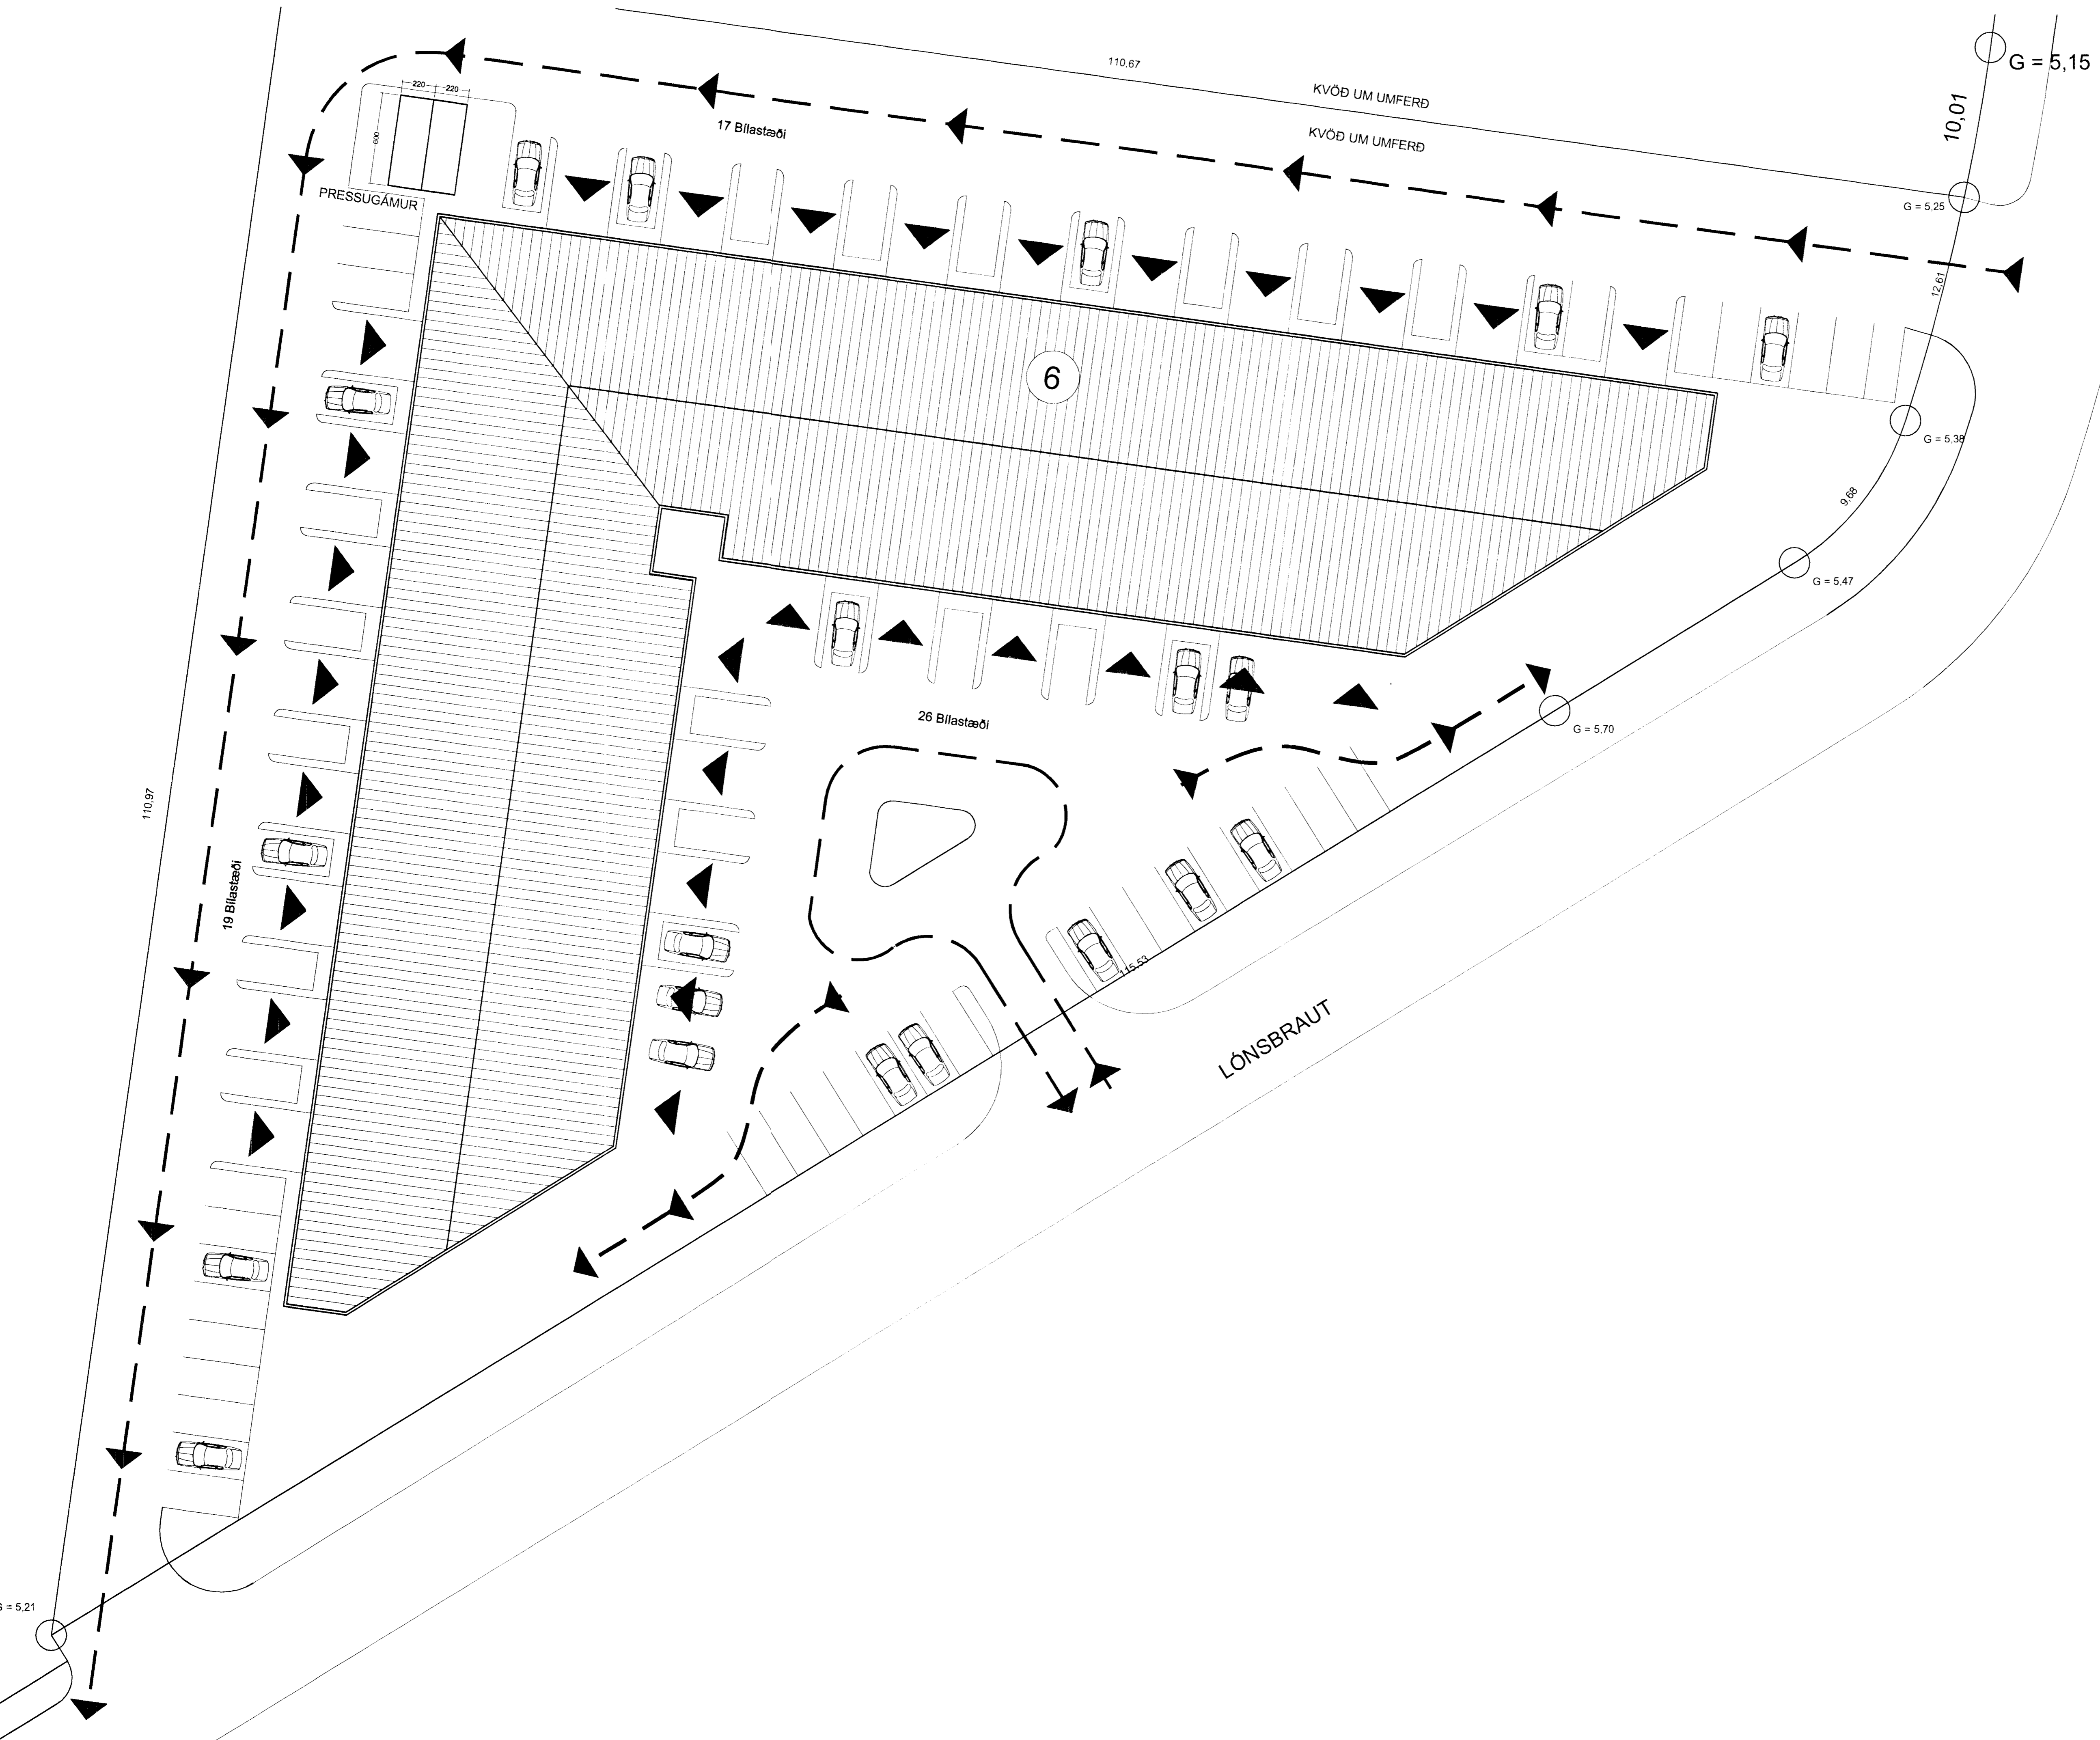 G = 5,15
110.67
KVÖÐ UM UMFERÐ
220
220
10,01
17 Bílastæði
KVÖÐ UM UMFERÐ
600
PRESSUGÁMUR
G = 5,25
12,61
6
G = 5,38
9,68
G = 5,47
26 Bílastæði
G = 5,70
110,97
19 Bílastæði
115,53
LÓNSBRAUT
G = 5,21